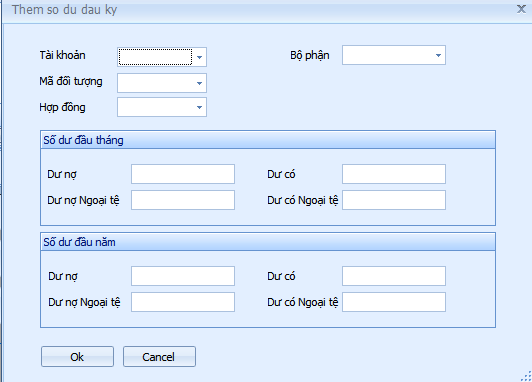 Them so du dau ky
Tài khoản Bộ phận
Mã đối tượng
Hợp đồng
Số dư đầu tháng
Dư nợ Dư có
Dư nợ Ngoại tệ Dư có Ngoại tệ
Số dư đầu năm
Dư nợ Dư có
Dư nợ Ngoại tệ Dư có Ngoại tệ
Ok Cancel